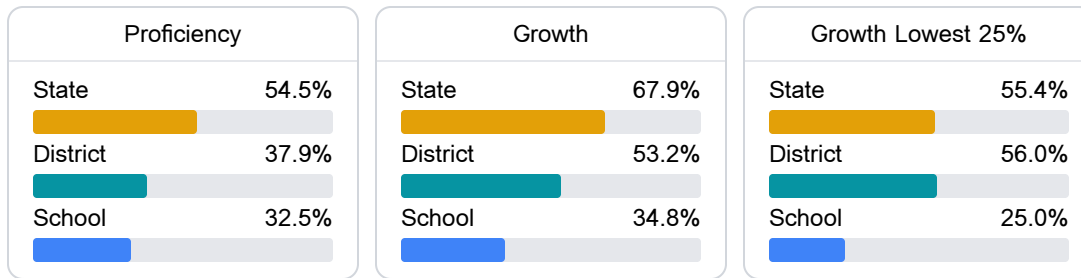 Proficiency
State 54.5%
District 37.9%
School 32.5%
Growth
State 67.9%
District 53.2%
School 34.8%
Growth Lowest 25%
State 55.4%
District 56.0%
School 25.0%